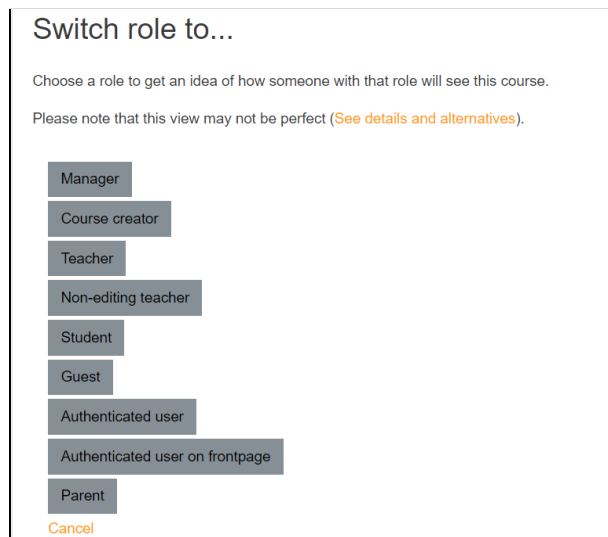 Switch role to...
Choose a role to get an idea of how someone with that role will see this course.
Please note that this view may not be perfect (See details and alternatives).
Manager
Course creator
Teacher
Non-editing teacher
Student
Guest
Authenticated user
Authenticated user on frontpage
Parent
Cancel